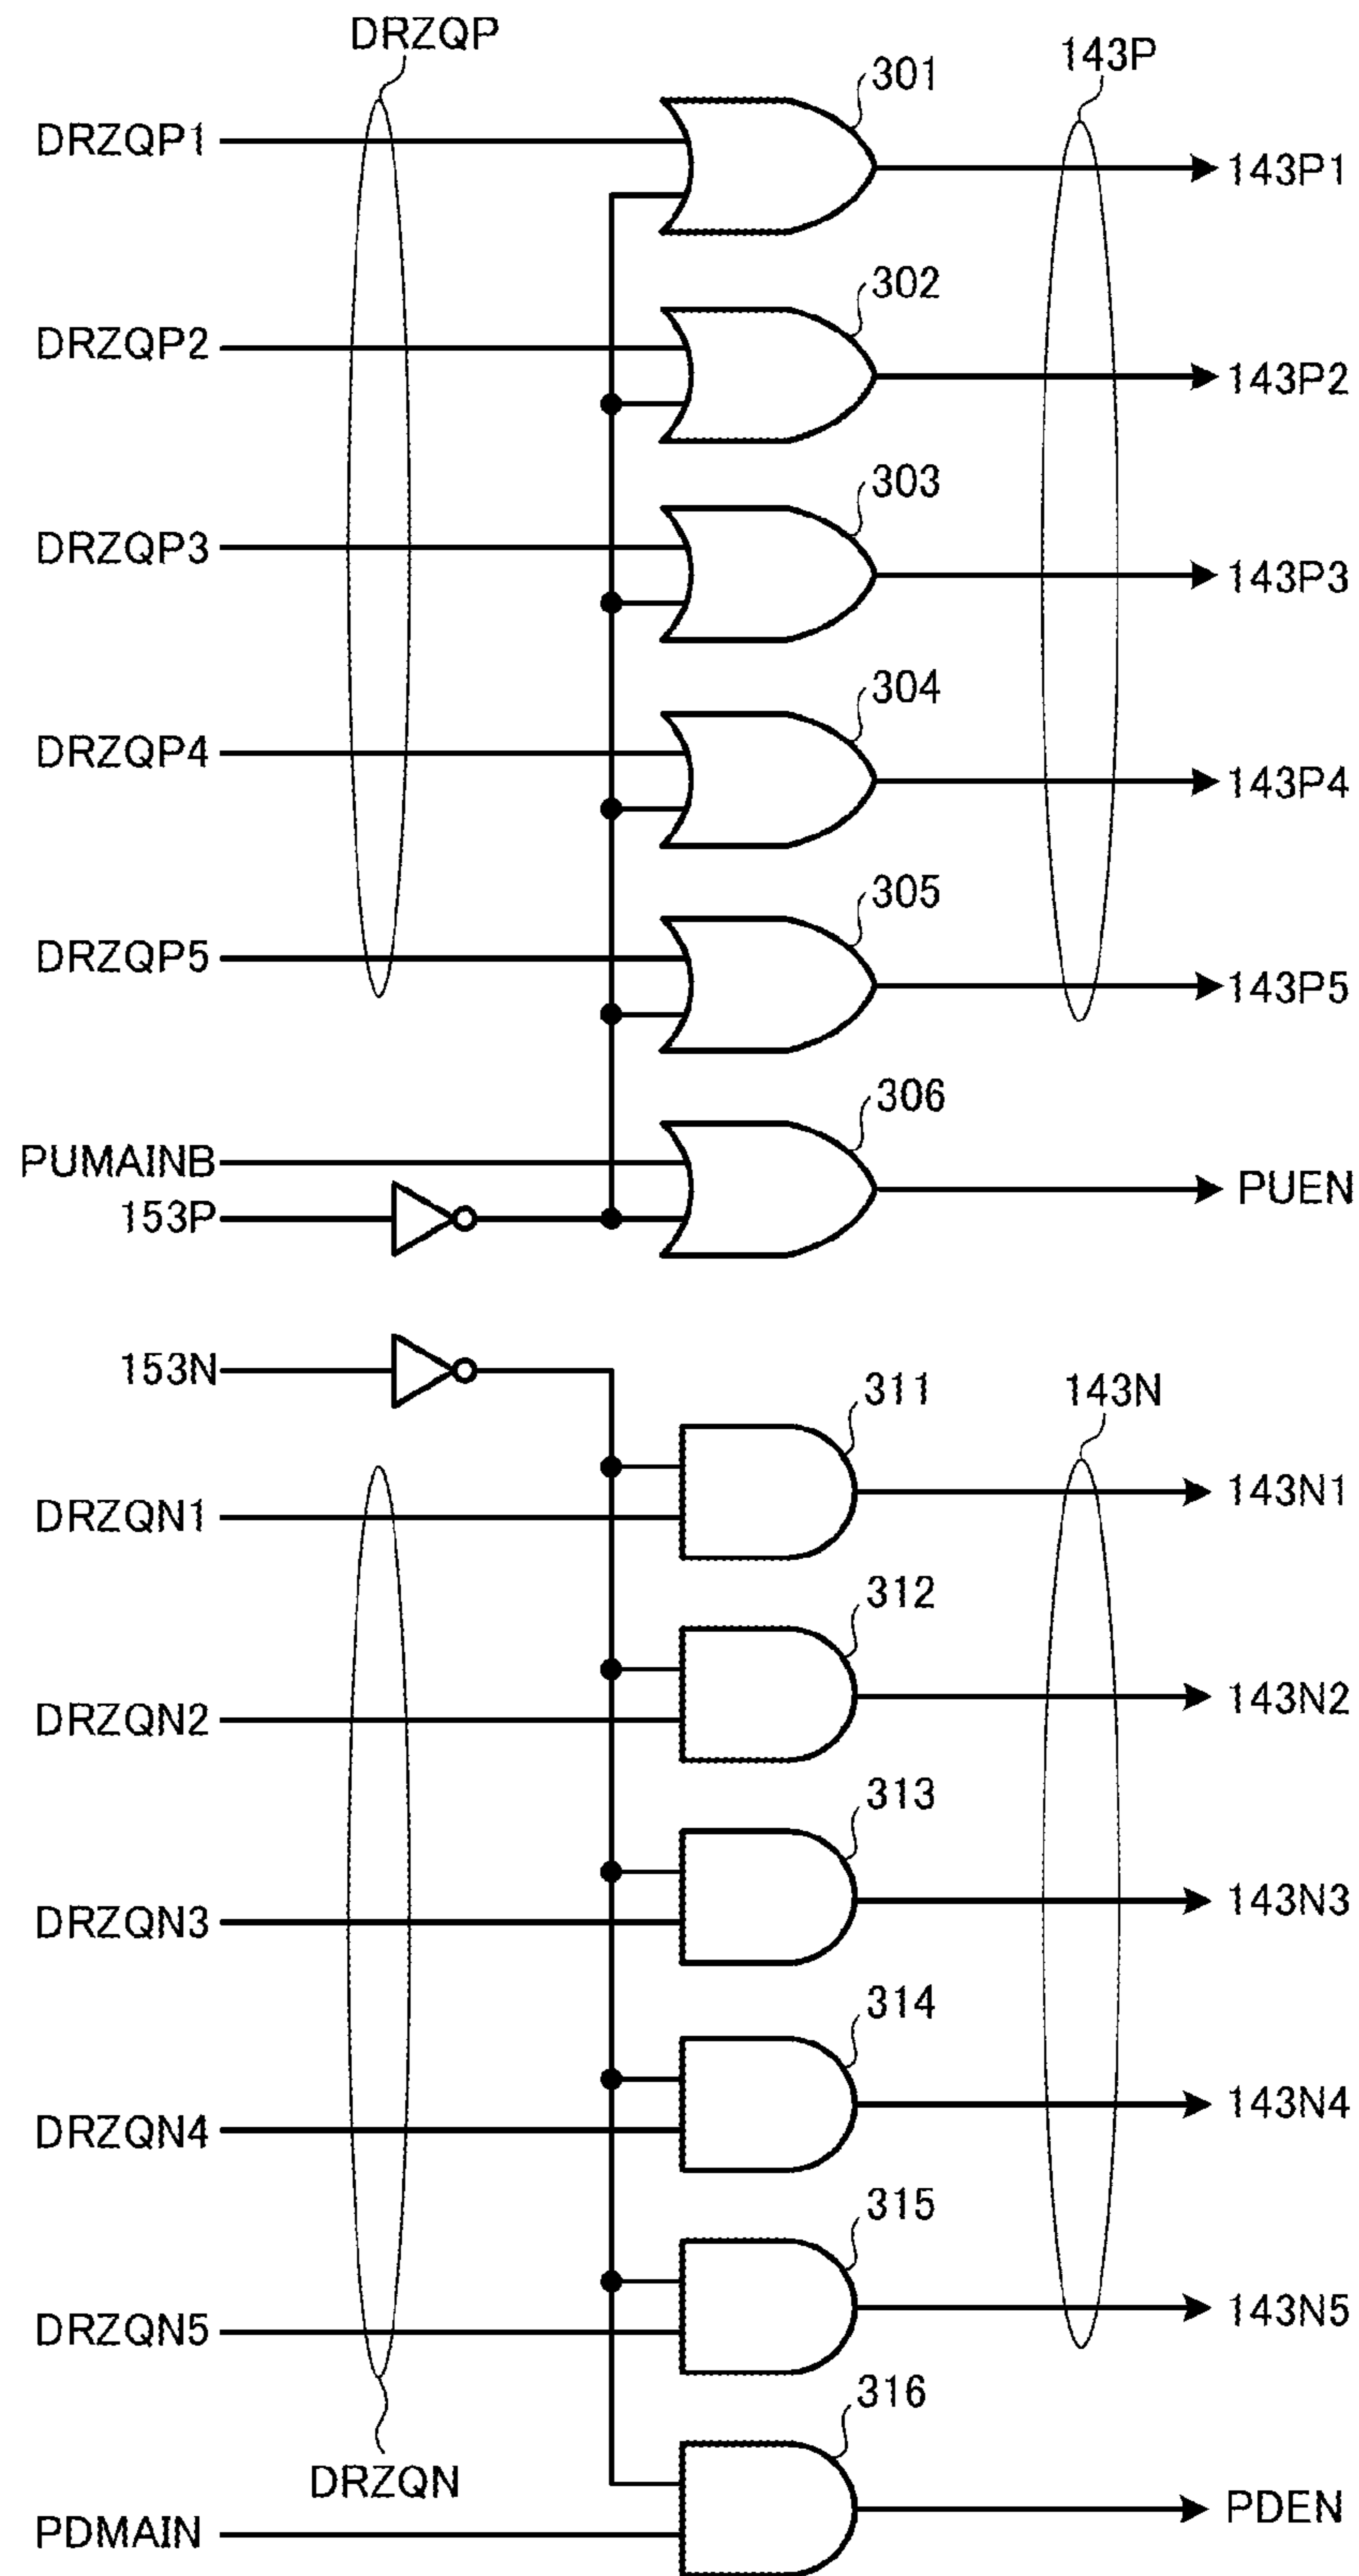 DRZQP
143P
301
DRZQP1
143P1
302
DRZQP2
143P2
303
DRZQP3
143P3
304
DRZQP4
143P4
305
DRZQP5
143P5
306
PUMAINB
153P
PUEN
153N
311
143N
DRZQN1
143N1
312
DRZQN2
143N2
313
DRZQN3
143N3
314
DRZQN4
143N4
315
DRZQN5
143N5
316
DRZQN
PDMAIN
PDEN